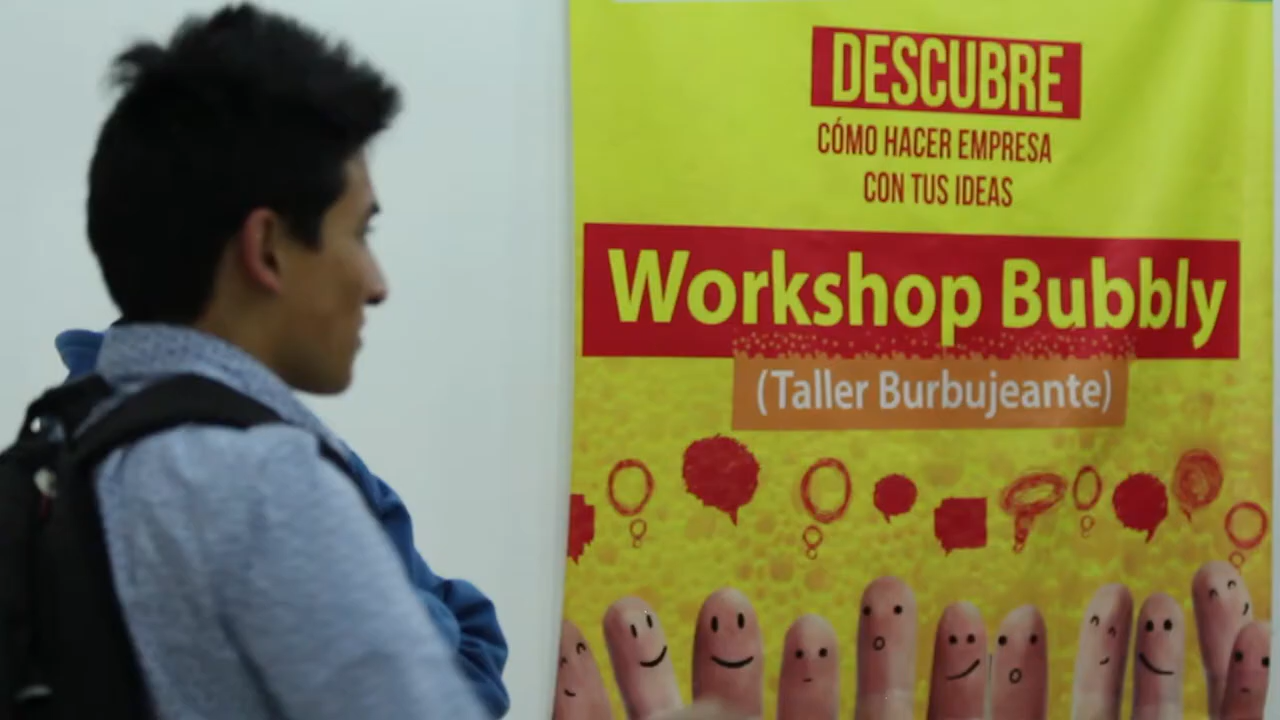 DESCUBRE
CÓMO HACER EMPRESA
CON TUS IDEAS
Workshop Bubbly
(Taller Burbujeante)